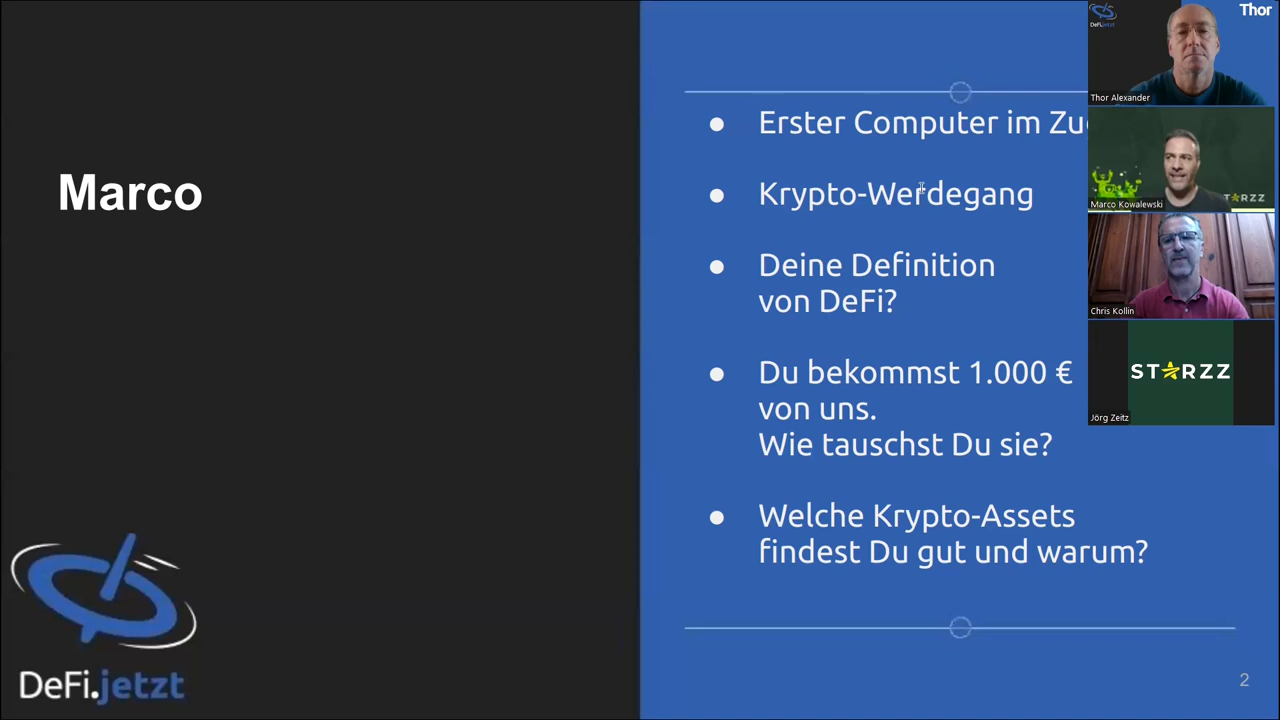 Marco
● Erster Computer im Zu
● Krypto-Werdegang
● Deine Definition
von DeFi?
● Du bekommst 1.000 €
von uns.
Wie tauschst Du sie?
● Welche Krypto-Assets
findest Du gut und warum?
2
DeFi.jetzt
Thor
Thor Alexander
STARZZ
Marco Kowalewski
Chris Kollin
STARZZ
Jörg Zeitz